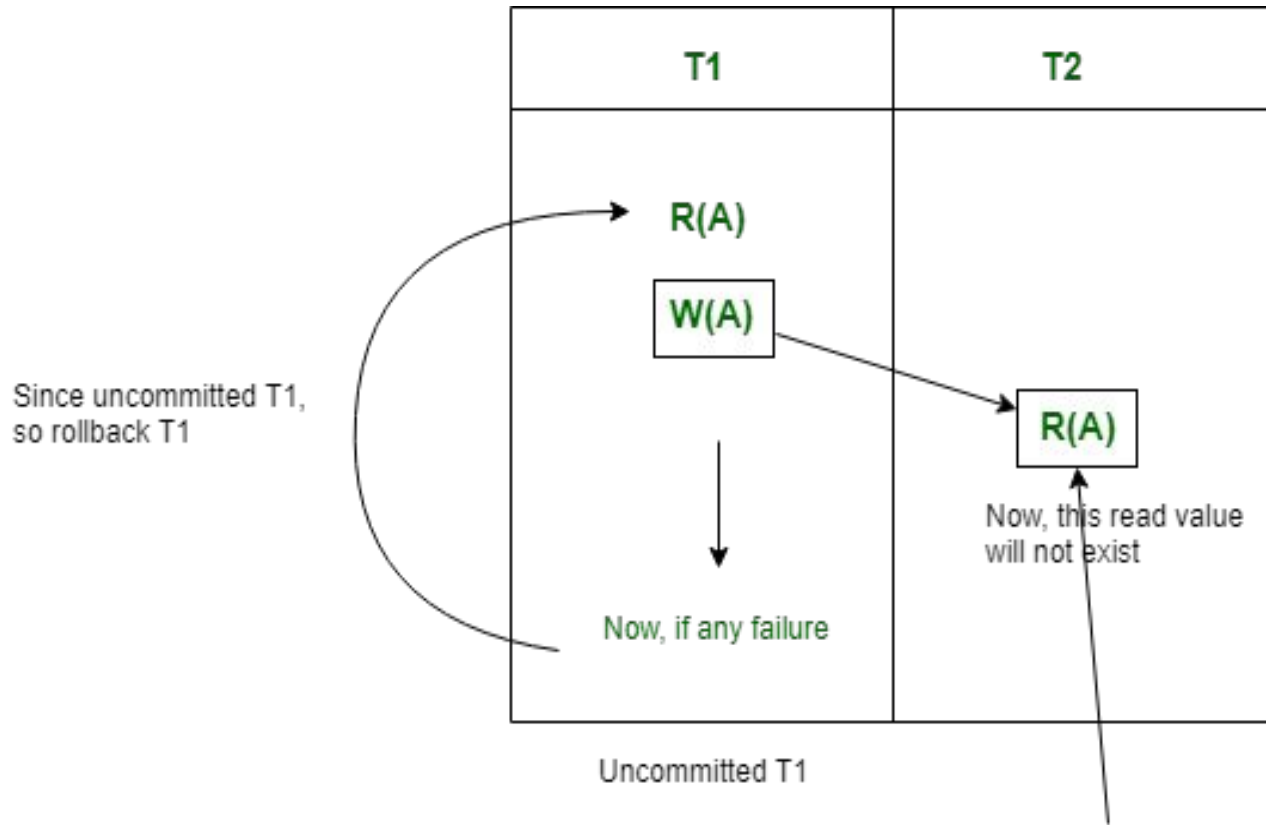 T1
T2
R(A)
W(A)
Since uncommitted T1,
so rollback T1
R(A)
Now, this read value
will not exist
Now, if any failure
Uncommitted T1